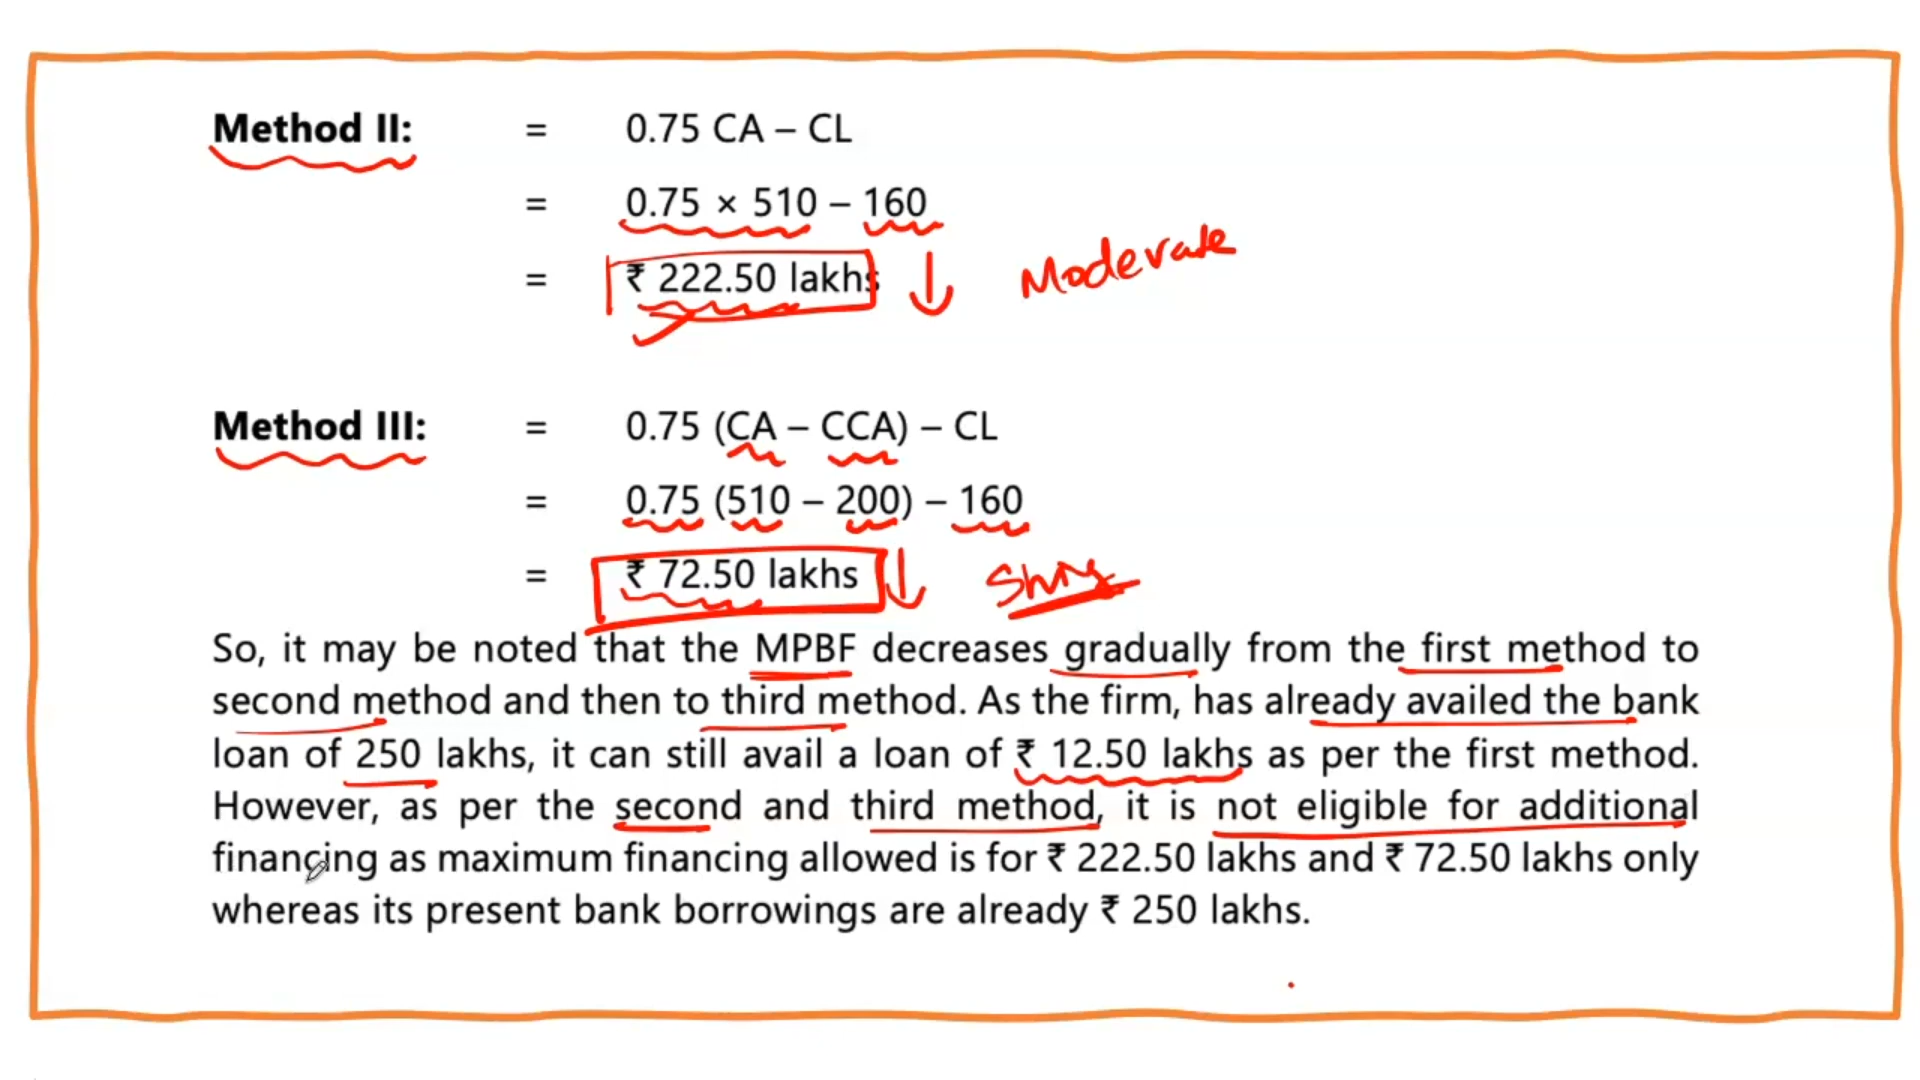 Method II: = 0.75 CA – CL
= 0.75 × 510 – 160
= ₹ 222.50 lakhs
Moderate
Method III: = 0.75 (CA – CCA) – CL
= 0.75 (510 – 200) – 160
= ₹ 72.50 lakhs
So, it may be noted that the MPBF decreases gradually from the first method to
second method and then to third method. As the firm, has already availed the bank
loan of 250 lakhs, it can still avail a loan of ₹ 12.50 lakhs as per the first method.
However, as per the second and third method, it is not eligible for additional
financing as maximum financing allowed is for ₹ 222.50 lakhs and ₹ 72.50 lakhs only
whereas its present bank borrowings are already ₹ 250 lakhs.